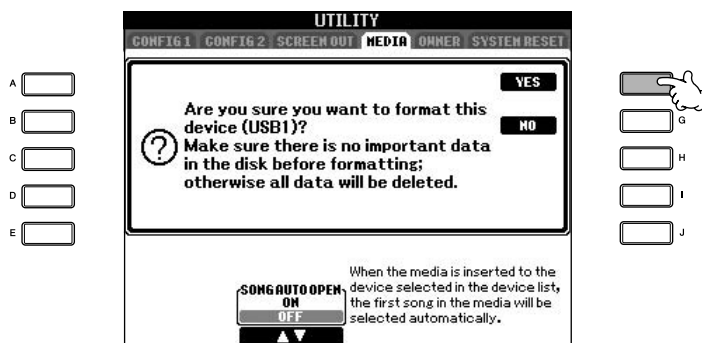 UTILITY
CONFIG 1 CONFIG 2 SCREEN OUT MEDIA OWNER SYSTEM RESET
YES
Are you sure you want to format this
device (USB1)?
NO
Make sure there is no important data
in the disk before formatting;
otherwise all data will be deleted.
A
B
C
D
E
G
H
I
J
When the media is inserted to the
device selected in the device list,
the first song in the media will be
selected automatically.
SONG AUTO OPEN
ON
OFF